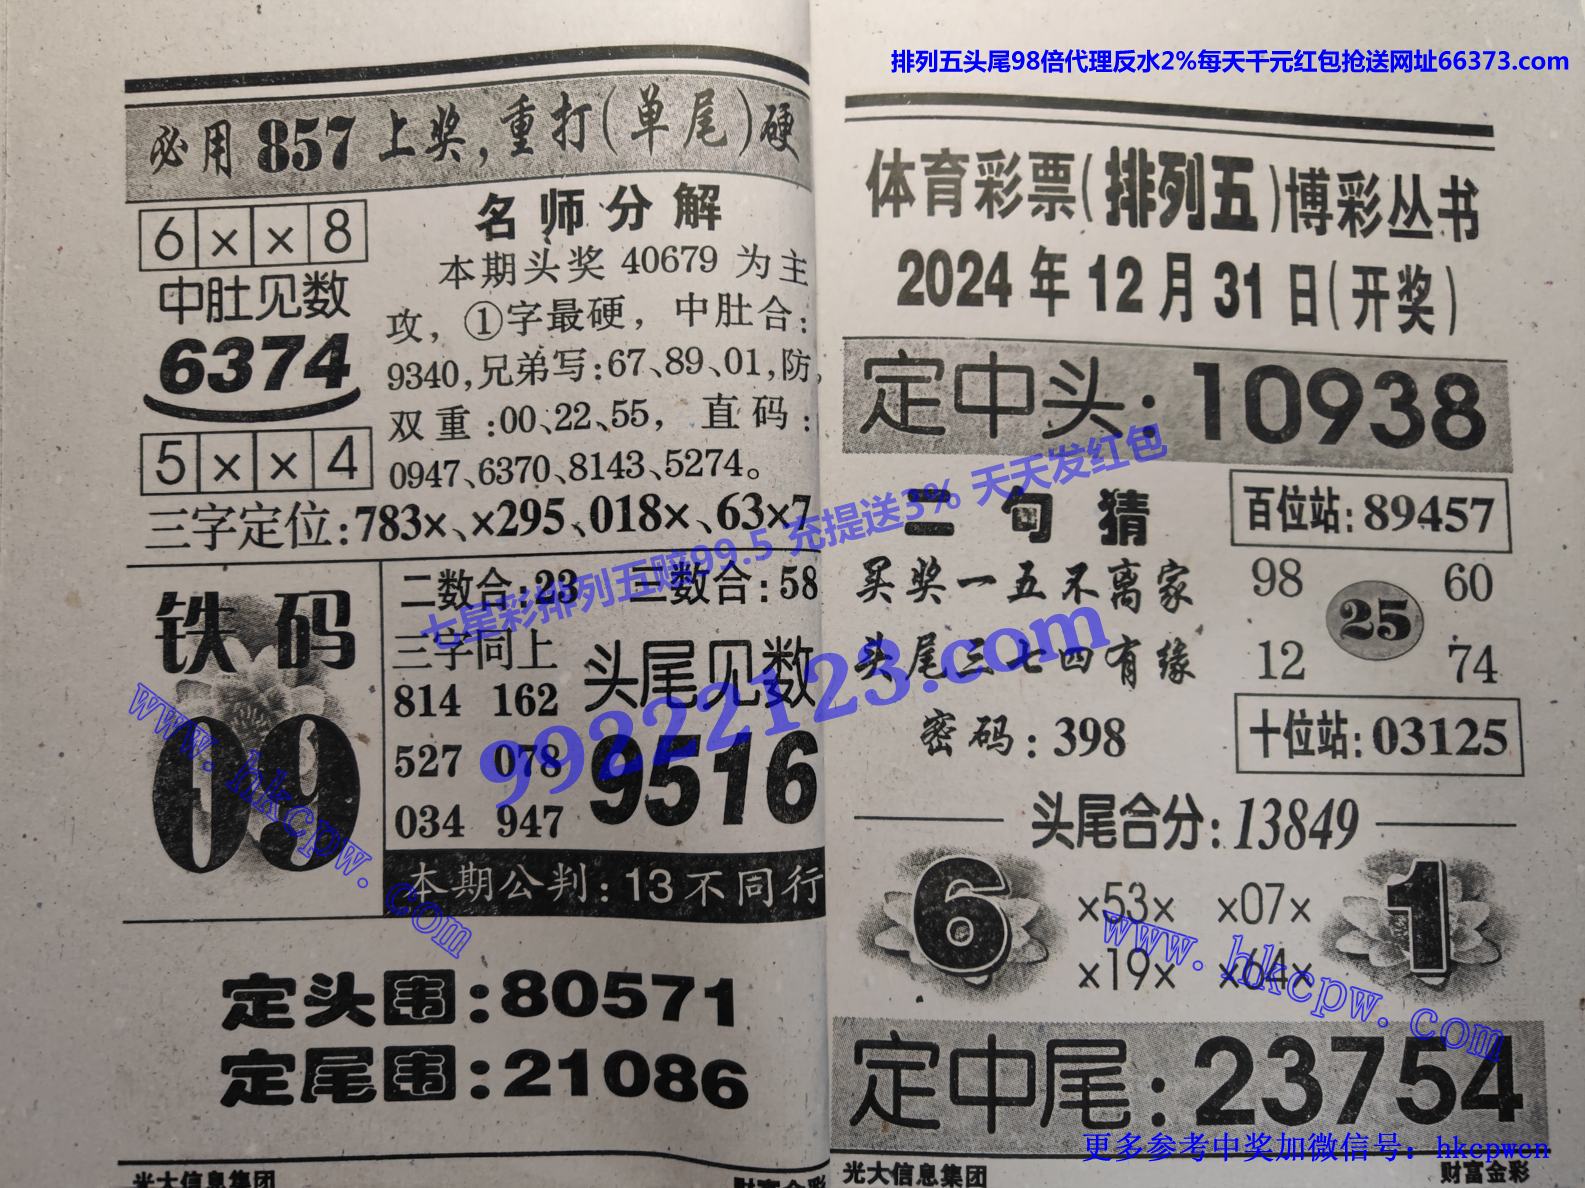 排列五头尾98倍代理反水2%每天千元红包抢送网址66373.com
必用857上奖,重打(单尾)硬
6××8
中肚见数
6374
5××4
名师分解
本期头奖40679为主
攻,①字最硬,中肚合:
9340,兄弟写:67、89、01,防,
双重:00、22、55,直码:
0947、6370、8143、5274。
三字定位:783×、×295、018×、63×7
铁码
09
二数合:23 三数合:58
三字同上
814 162
527 078
034 947
头尾见数
9516
本期公判:13不同行
定头围:80571
定尾围:21086
光大信息集团
财富金彩
体育彩票(排列五)博彩丛书
2024年12月31日(开奖)
定中头:10938
二句猜
买奖一五不离家
头尾三七四有缘
密码:398
百位站:89457
98 60
25
12 74
十位站:03125
头尾合分:13849
6
×53× ×07×
×19× ×64×
1
定中尾:23754
光大信息集团
财富金彩
七星彩排列五赔99.5 充提送3% 天天发红包
99222123.com
www.hkcpw.com
www.hkcpw.com
更多参考中奖加微信号:hkcpwcn